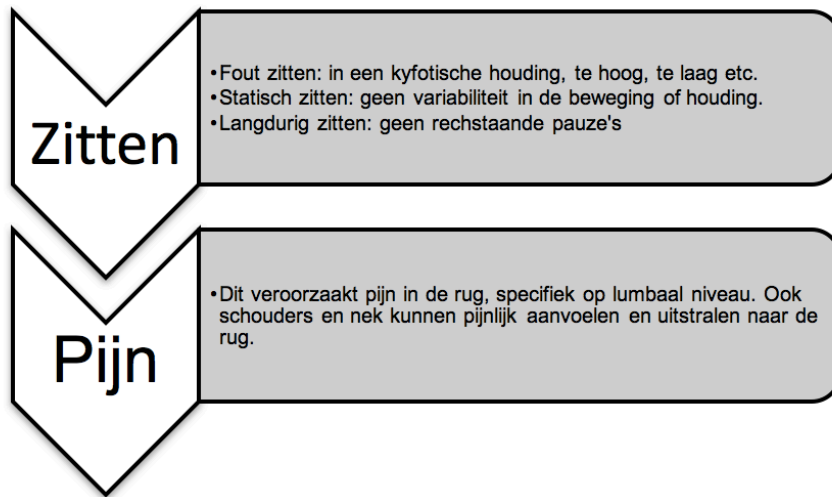 Zitten
•Fout zitten: in een kyfotische houding, te hoog, te laag etc.
•Statisch zitten: geen variabiliteit in de beweging of houding.
•Langdurig zitten: geen rechstaande pauze's
Pijn
•Dit veroorzaakt pijn in de rug, specifiek op lumbaal niveau. Ook
schouders en nek kunnen pijnlijk aanvoelen en uitstralen naar de
rug.